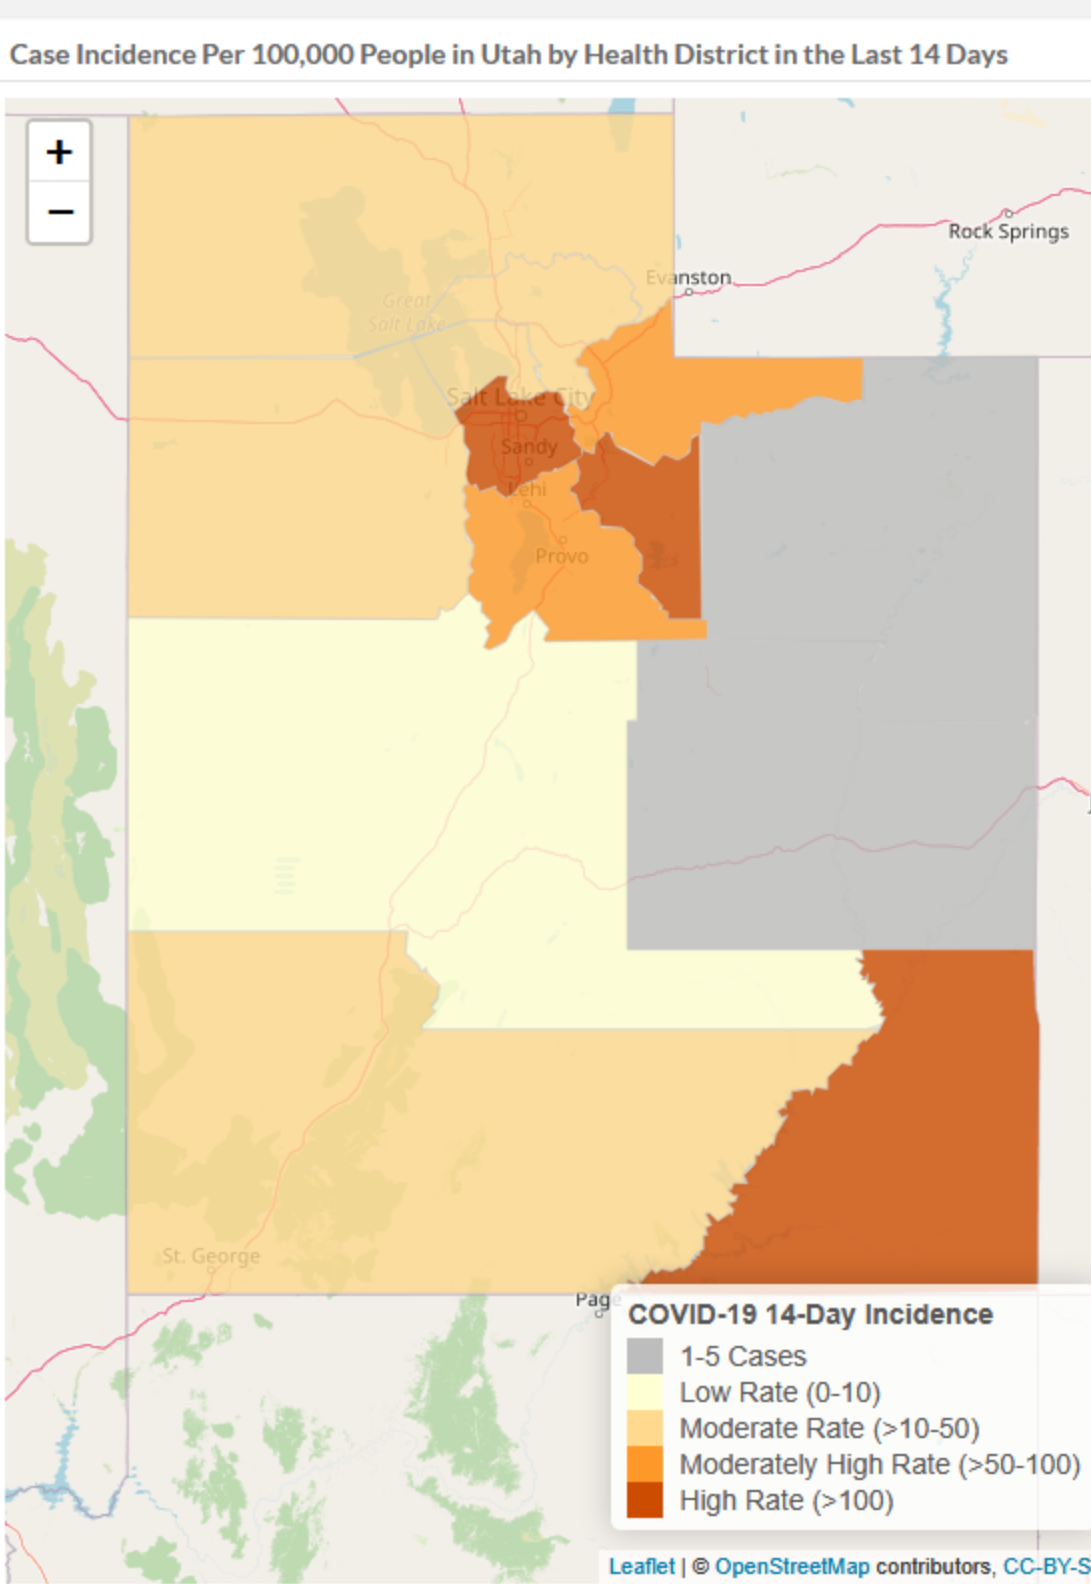 Case Incidence Per 100,000 People in Utah by Health District in the Last 14 Days
+
−
Rock Springs
Evanston
Great
Salt Lake
Salt Lake City
Sandy
Lehi
Provo
St. George
Page
COVID-19 14-Day Incidence
1-5 Cases
Low Rate (0-10)
Moderate Rate (>10-50)
Moderately High Rate (>50-100)
High Rate (>100)
Leaflet | © OpenStreetMap contributors, CC-BY-S